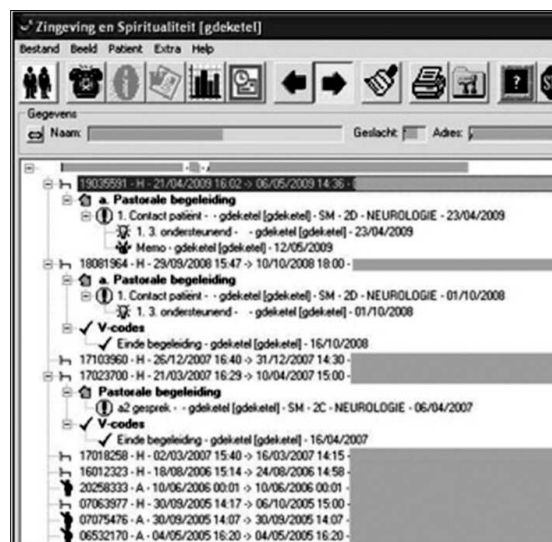 Zingeving en Spiritualiteit [gdeketel]
Bestand Beeld Patient Extra Help
Gegevens
Naam: Geslacht: Adres:
19035591 - H - 21/04/2009 16:02 -> 06/05/2009 14:36 -
a. Pastorale begeleiding
1. Contact patiënt - - gdeketel [gdeketel] - SM - 2D - NEUROLOGIE - 23/04/2009
1. 3. ondersteunend - - gdeketel [gdeketel] - 23/04/2009
Memo - gdeketel [gdeketel] - 12/05/2009
18081964 - H - 29/09/2008 15:47 -> 10/10/2008 18:00 -
a. Pastorale begeleiding
1. Contact patiënt - - gdeketel [gdeketel] - SM - 2D - NEUROLOGIE - 01/10/2008
1. 3. ondersteunend - - gdeketel [gdeketel] - 01/10/2008
V-codes
Einde begeleiding - gdeketel [gdeketel] - 16/10/2008
17103960 - H - 26/12/2007 16:40 -> 31/12/2007 14:30 -
17023700 - H - 21/03/2007 16:29 -> 10/04/2007 15:00 -
Pastorale begeleiding
a2 gesprek - - gdeketel [gdeketel] - SM - 2C - NEUROLOGIE - 06/04/2007
V-codes
Einde begeleiding - gdeketel [gdeketel] - 16/04/2007
17018258 - H - 02/03/2007 15:40 -> 16/03/2007 14:15 -
16012323 - H - 18/08/2006 15:14 -> 24/08/2006 14:58 -
20258333 - A - 10/06/2006 00:01 -> 10/06/2006 00:01 -
07063977 - H - 30/09/2005 14:17 -> 06/10/2005 15:00 -
07075476 - A - 30/09/2005 14:07 -> 30/09/2005 14:07 -
06532170 - A - 04/05/2005 16:20 -> 04/05/2005 16:20 -